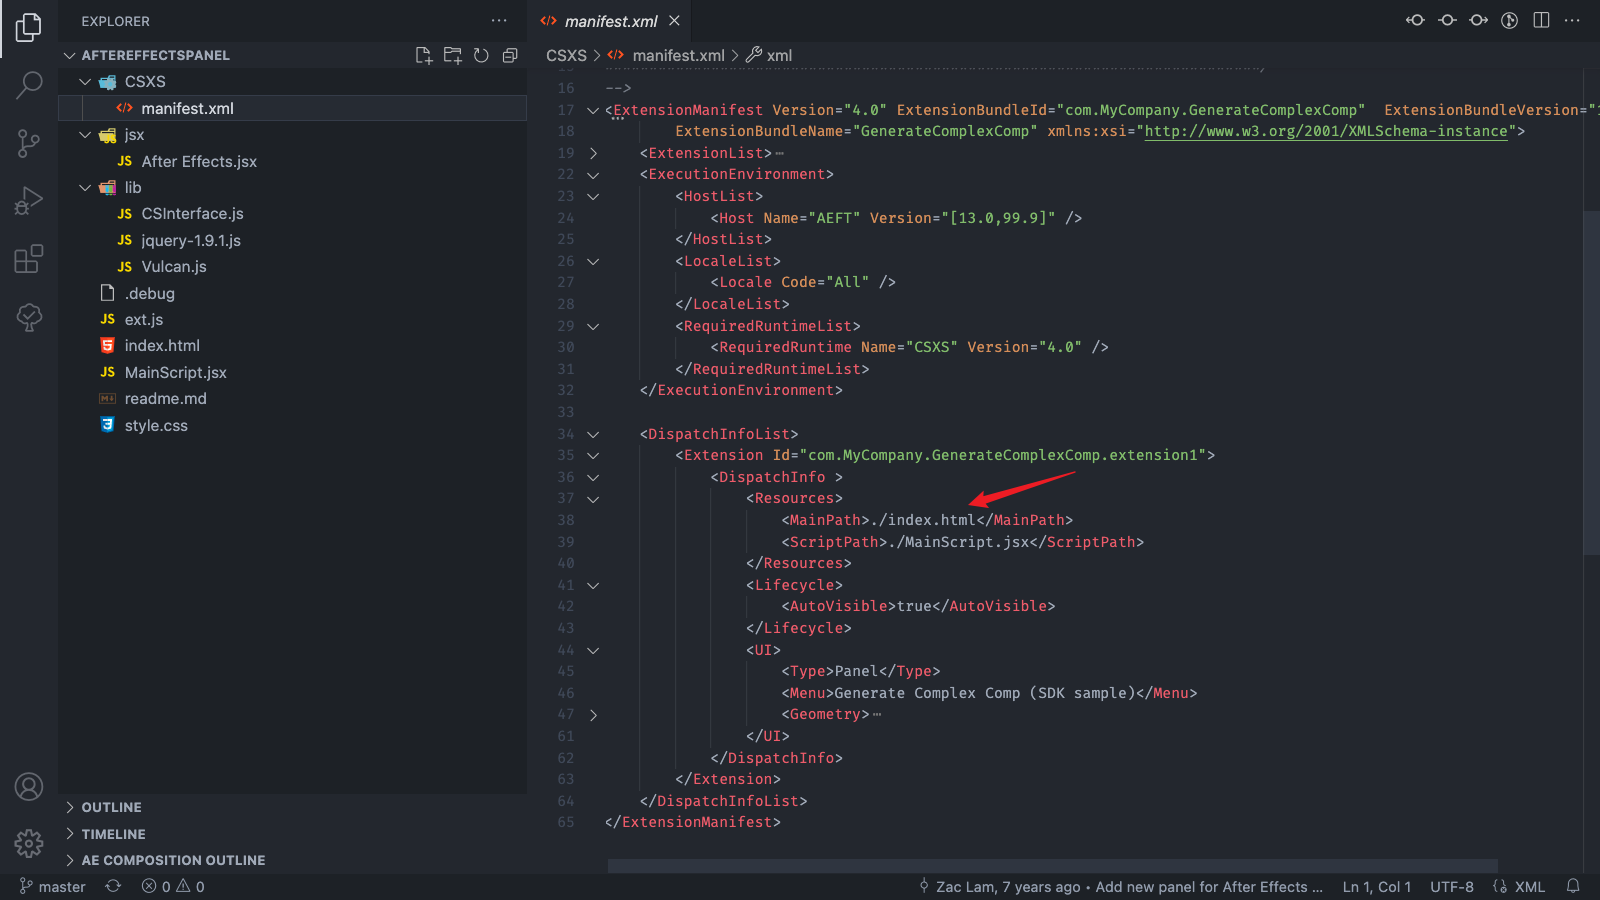 EXPLORER
AFTEREFFECTSPANEL
CSXS
manifest.xml
jsx
JS After Effects.jsx
lib
JS CSInterface.js
JS jquery-1.9.1.js
JS Vulcan.js
.debug
JS ext.js
5 index.html
JS MainScript.jsx
readme.md
3 style.css
OUTLINE
TIMELINE
AE COMPOSITION OUTLINE
manifest.xml
CSXS > manifest.xml > xml
16 -->
17 <ExtensionManifest Version="4.0" ExtensionBundleId="com.MyCompany.GenerateComplexComp" ExtensionBundleVersion="1
18 ExtensionBundleName="GenerateComplexComp" xmlns:xsi="http://www.w3.org/2001/XMLSchema-instance">
19 <ExtensionList>
22 <ExecutionEnvironment>
23 <HostList>
24 <Host Name="AEFT" Version="[13.0,99.9]" />
25 </HostList>
26 <LocaleList>
27 <Locale Code="All" />
28 </LocaleList>
29 <RequiredRuntimeList>
30 <RequiredRuntime Name="CSXS" Version="4.0" />
31 </RequiredRuntimeList>
32 </ExecutionEnvironment>
33
34 <DispatchInfoList>
35 <Extension Id="com.MyCompany.GenerateComplexComp.extension1">
36 <DispatchInfo >
37 <Resources>
38 <MainPath>./index.html</MainPath>
39 <ScriptPath>./MainScript.jsx</ScriptPath>
40 </Resources>
41 <Lifecycle>
42 <AutoVisible>true</AutoVisible>
43 </Lifecycle>
44 <UI>
45 <Type>Panel</Type>
46 <Menu>Generate Complex Comp (SDK sample)</Menu>
47 <Geometry>
61 </UI>
62 </DispatchInfo>
63 </Extension>
64 </DispatchInfoList>
65 </ExtensionManifest>
master 0 0 Zac Lam, 7 years ago • Add new panel for After Effects ... Ln 1, Col 1 UTF-8 XML